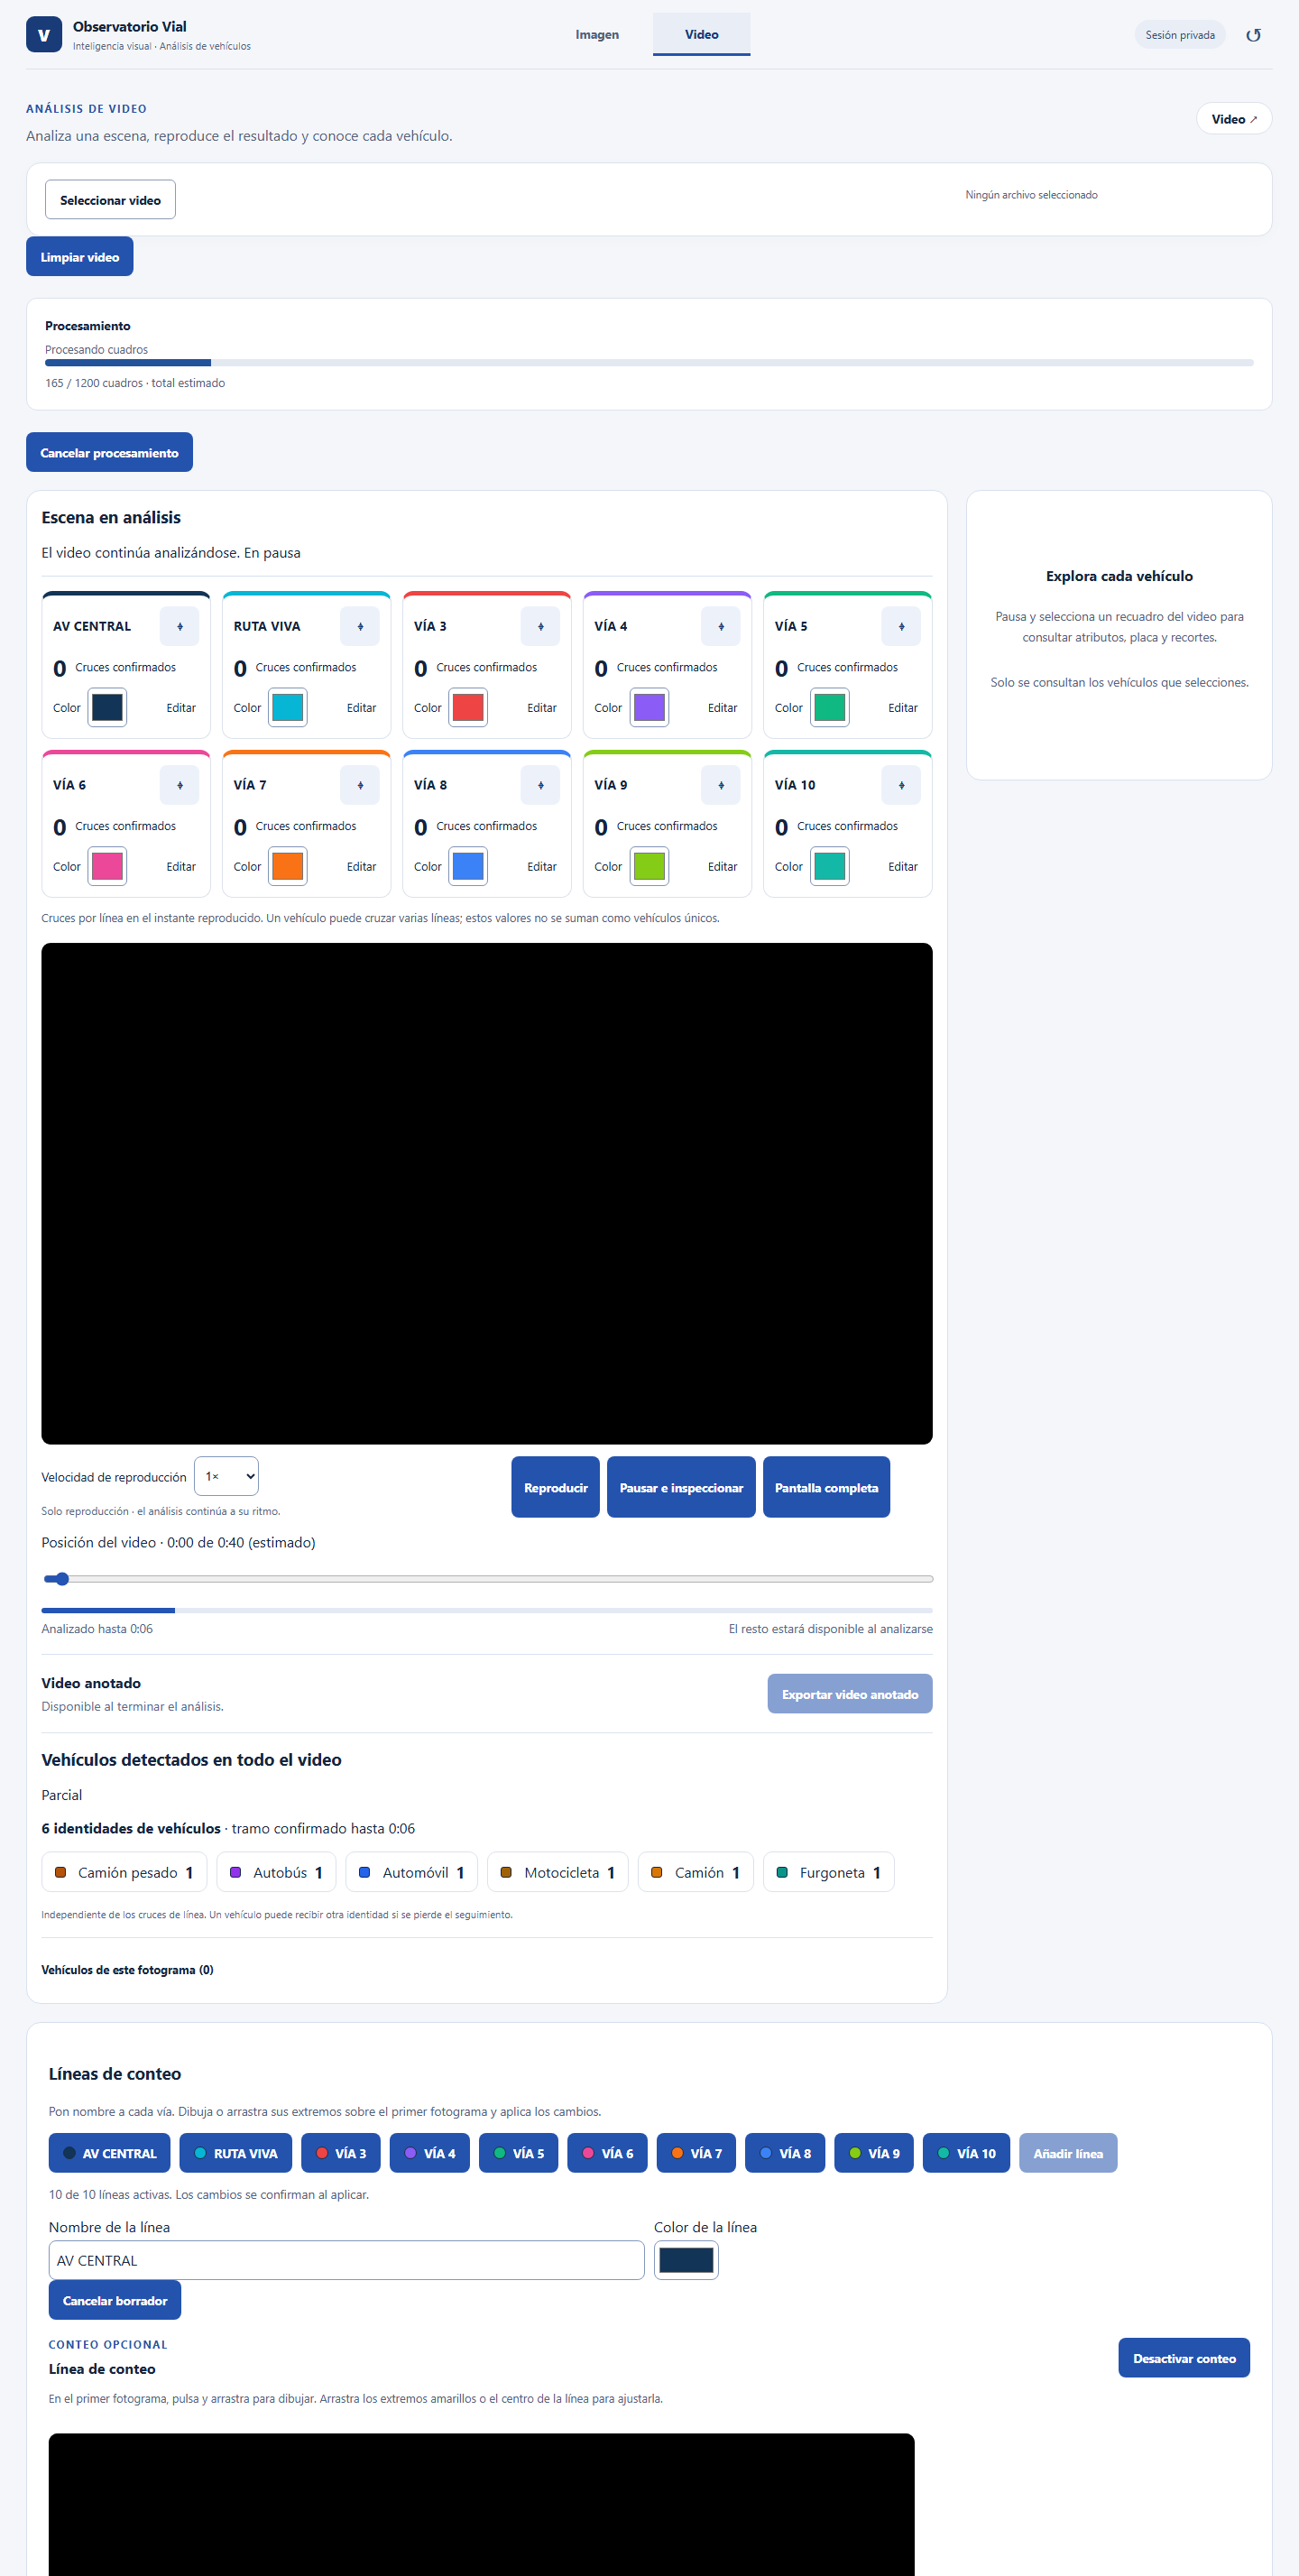 V
Observatorio Vial
Inteligencia visual · Análisis de vehículos
Imagen
Video
Sesión privada
ANÁLISIS DE VIDEO
Analiza una escena, reproduce el resultado y conoce cada vehículo.
Video ↗
Seleccionar video
Ningún archivo seleccionado
Limpiar video
Procesamiento
Procesando cuadros
165 / 1200 cuadros · total estimado
Cancelar procesamiento
Escena en análisis
El video continúa analizándose. En pausa
AV CENTRAL
0 Cruces confirmados
Color
Editar
RUTA VIVA
0 Cruces confirmados
Color
Editar
VÍA 3
0 Cruces confirmados
Color
Editar
VÍA 4
0 Cruces confirmados
Color
Editar
VÍA 5
0 Cruces confirmados
Color
Editar
VÍA 6
0 Cruces confirmados
Color
Editar
VÍA 7
0 Cruces confirmados
Color
Editar
VÍA 8
0 Cruces confirmados
Color
Editar
VÍA 9
0 Cruces confirmados
Color
Editar
VÍA 10
0 Cruces confirmados
Color
Editar
Cruces por línea en el instante reproducido. Un vehículo puede cruzar varias líneas; estos valores no se suman como vehículos únicos.
Explora cada vehículo
Pausa y selecciona un recuadro del video para
consultar atributos, placa y recortes.
Solo se consultan los vehículos que selecciones.
Velocidad de reproducción 1×
Solo reproducción · el análisis continúa a su ritmo.
Reproducir
Pausar e inspeccionar
Pantalla completa
Posición del video · 0:00 de 0:40 (estimado)
Analizado hasta 0:06
El resto estará disponible al analizarse
Video anotado
Disponible al terminar el análisis.
Exportar video anotado
Vehículos detectados en todo el video
Parcial
6 identidades de vehículos · tramo confirmado hasta 0:06
Camión pesado 1
Autobús 1
Automóvil 1
Motocicleta 1
Camión 1
Furgoneta 1
Independiente de los cruces de línea. Un vehículo puede recibir otra identidad si se pierde el seguimiento.
Vehículos de este fotograma (0)
Líneas de conteo
Pon nombre a cada vía. Dibuja o arrastra sus extremos sobre el primer fotograma y aplica los cambios.
AV CENTRAL
RUTA VIVA
VÍA 3
VÍA 4
VÍA 5
VÍA 6
VÍA 7
VÍA 8
VÍA 9
VÍA 10
Añadir línea
10 de 10 líneas activas. Los cambios se confirman al aplicar.
Nombre de la línea
AV CENTRAL
Color de la línea
Cancelar borrador
CONTEO OPCIONAL
Línea de conteo
Desactivar conteo
En el primer fotograma, pulsa y arrastra para dibujar. Arrastra los extremos amarillos o el centro de la línea para ajustarla.